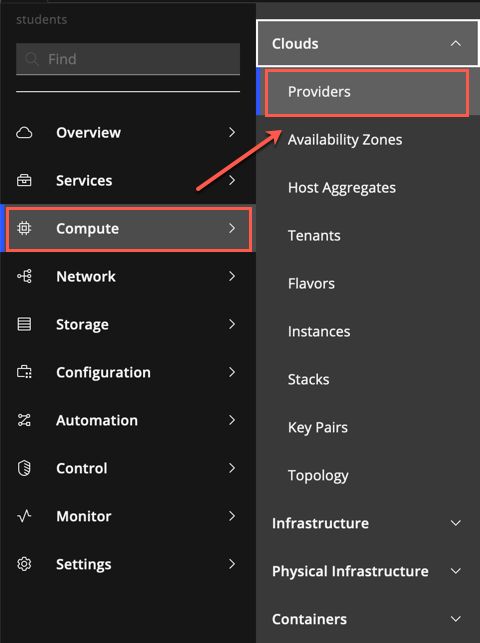 students
Find
Overview
Services
Compute
Network
Storage
Configuration
Automation
Control
Monitor
Settings
Clouds
Providers
Availability Zones
Host Aggregates
Tenants
Flavors
Instances
Stacks
Key Pairs
Topology
Infrastructure
Physical Infrastructure
Containers